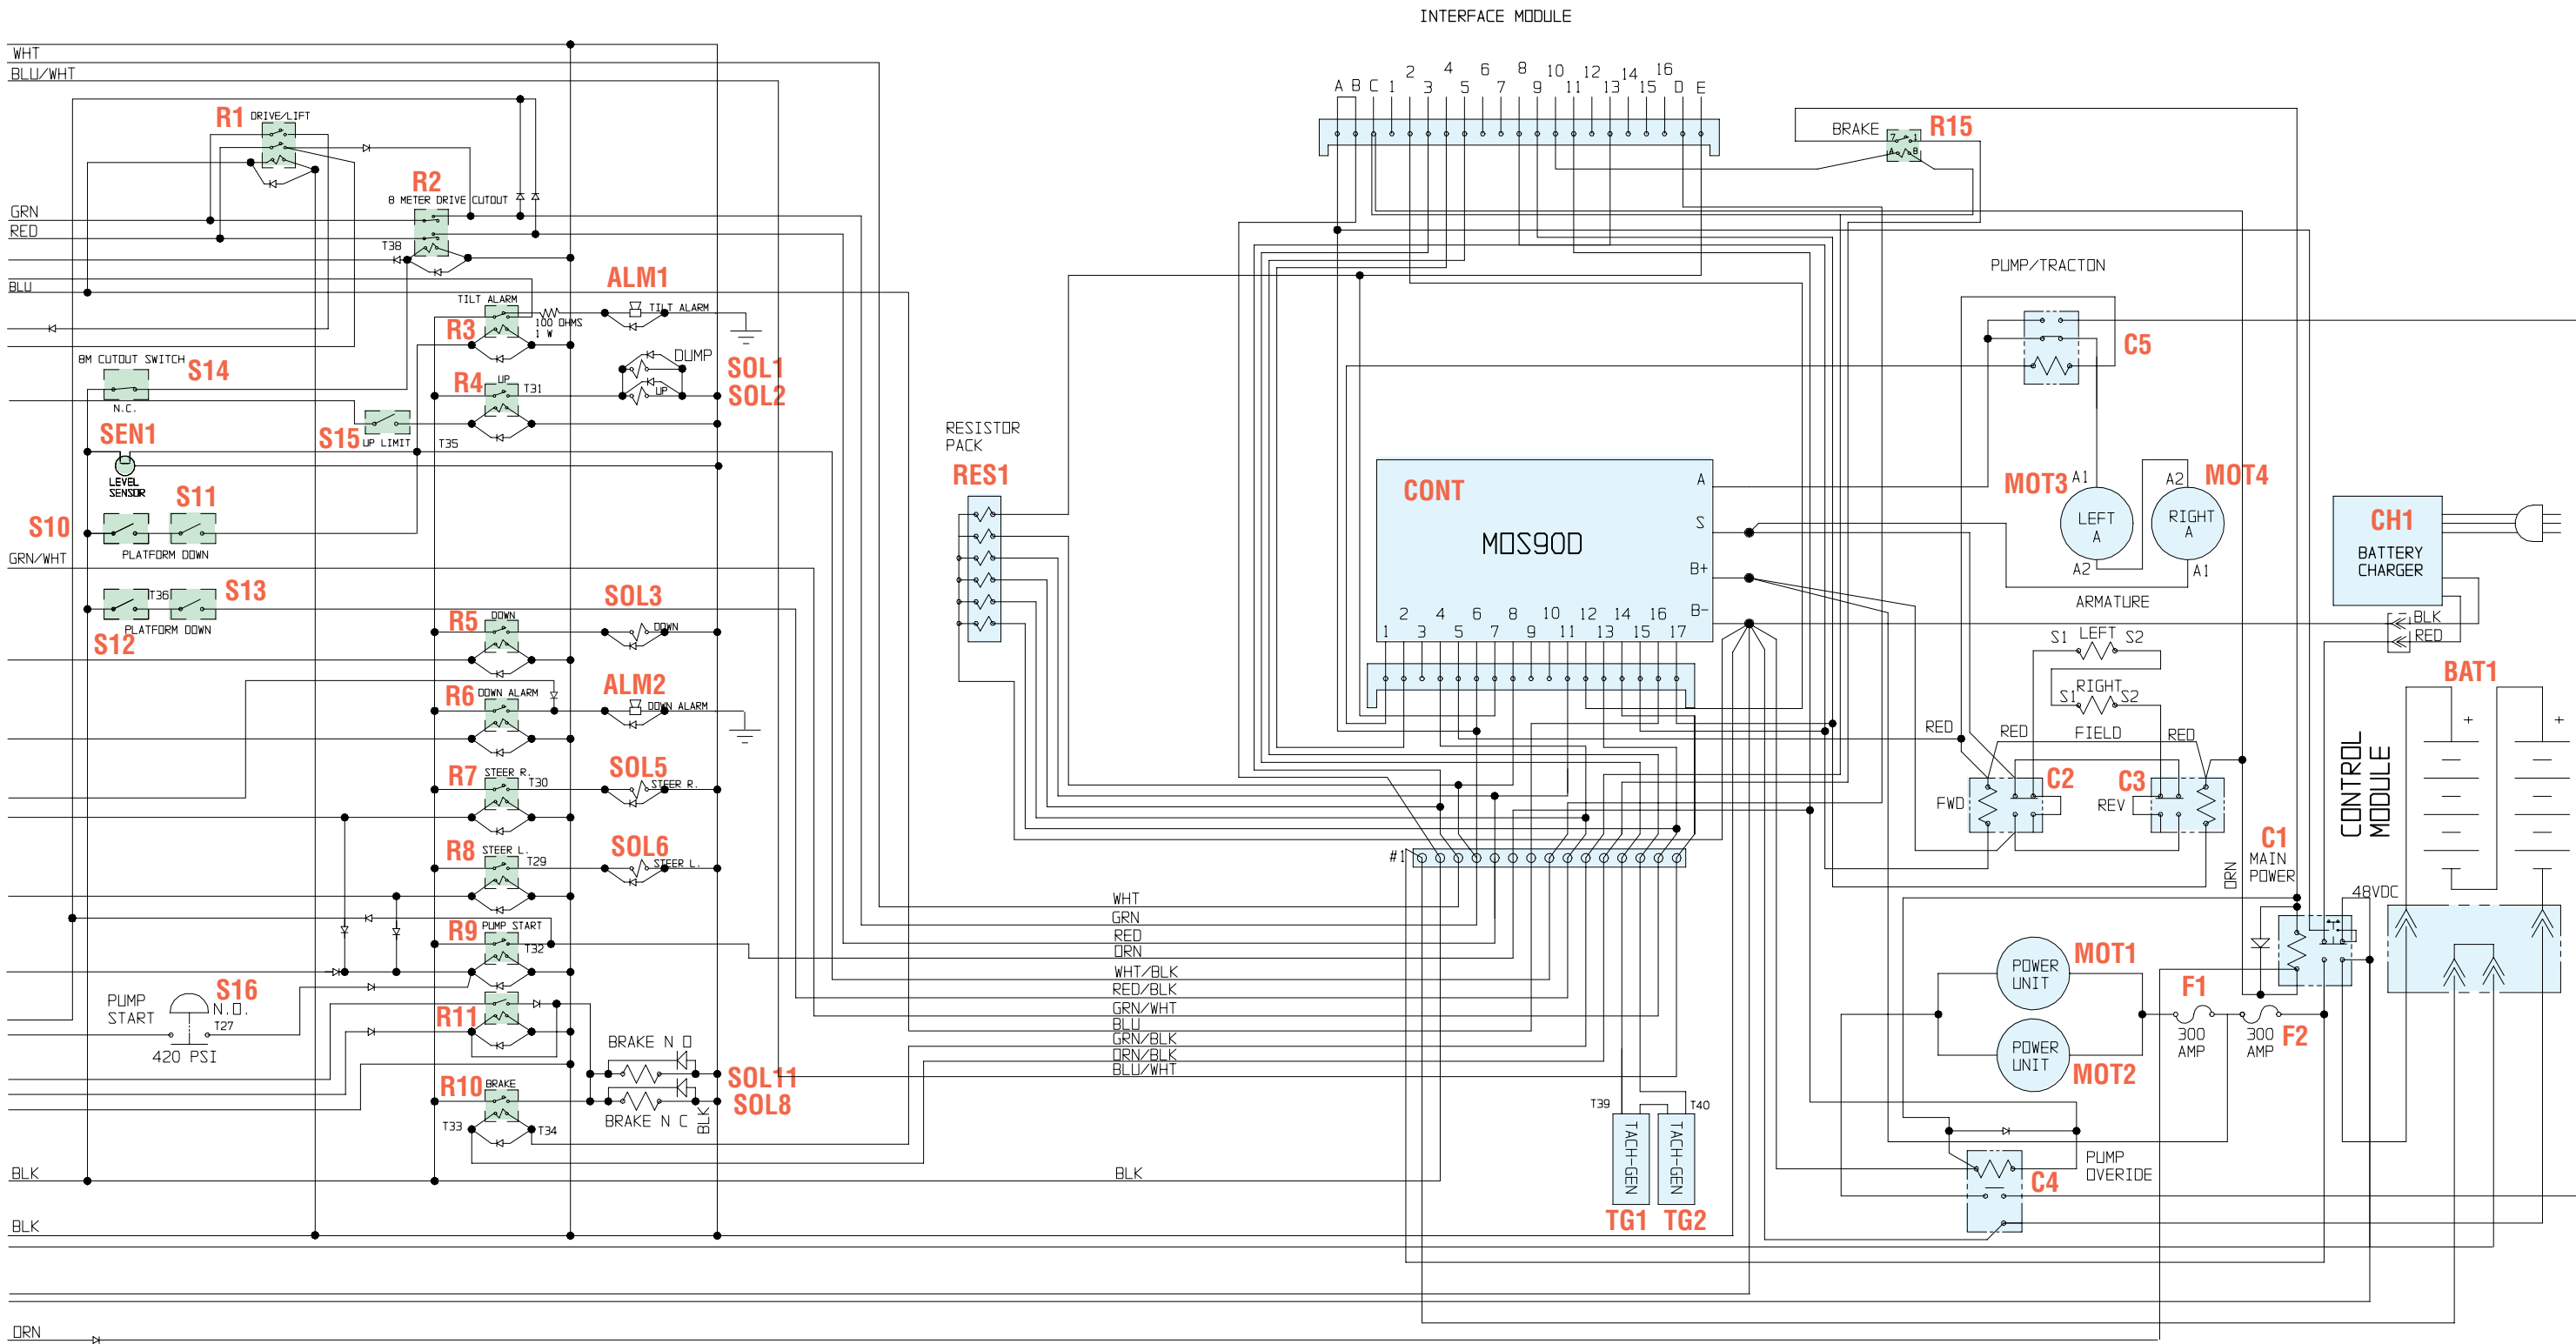 INTERFACE MODULE
WHT
BLU/WHT
A B C 1 2 3 4 5 6 7 8 9 10 11 12 13 14 15 16 D E
R1 DRIVE/LIFT
BRAKE
7 1
A B
R15
R2
8 METER DRIVE CUTOUT
GRN
RED
T38
BLU
ALM1
PUMP/TRACTON
TILT ALARM
TILT ALARM
R3
100 OHMS
1 W
C5
8M CUTOUT SWITCH
S14
N.C.
DUMP
SOL1
R4
UP
T31
UP
SOL2
S15
UP LIMIT
T35
SEN1
LEVEL
SENSOR
RESISTOR
PACK
RES1
CONT
MOS90D
A
S
B+
B-
1 2 3 4 5 6 7 8 9 10 11 12 13 14 15 16 17
MOT3
A1
A2
MOT4
LEFT
A
RIGHT
A
A2
A1
ARMATURE
CH1
BATTERY
CHARGER
BLK
RED
S10
S11
PLATFORM DOWN
GRN/WHT
T36
S13
S12
PLATFORM DOWN
R5
DOWN
SOL3
DOWN
S1 LEFT S2
S1 RIGHT S2
FIELD
BAT1
+
+
R6
DOWN ALARM
ALM2
DOWN ALARM
RED
RED
RED
CONTROL
MODULE
R7
STEER R.
T30
SOL5
STEER R.
C2
C3
FWD
REV
R8
STEER L.
T29
SOL6
STEER L.
#1
C1
MAIN
POWER
ORN
48VDC
R9
PUMP START
T32
WHT
GRN
RED
ORN
WHT/BLK
RED/BLK
GRN/WHT
BLU
GRN/BLK
ORN/BLK
BLU/WHT
MOT1
POWER
UNIT
MOT2
POWER
UNIT
F1
300
AMP
300
AMP
F2
PUMP
START
S16
N.O.
T27
420 PSI
R11
BRAKE N O
SOL11
SOL8
BRAKE N C
BLK
R10
BRAKE
T33
T34
T39
T40
TACH-GEN
TACH-GEN
TG1
TG2
PUMP
OVERIDE
C4
BLK
BLK
BLK
ORN